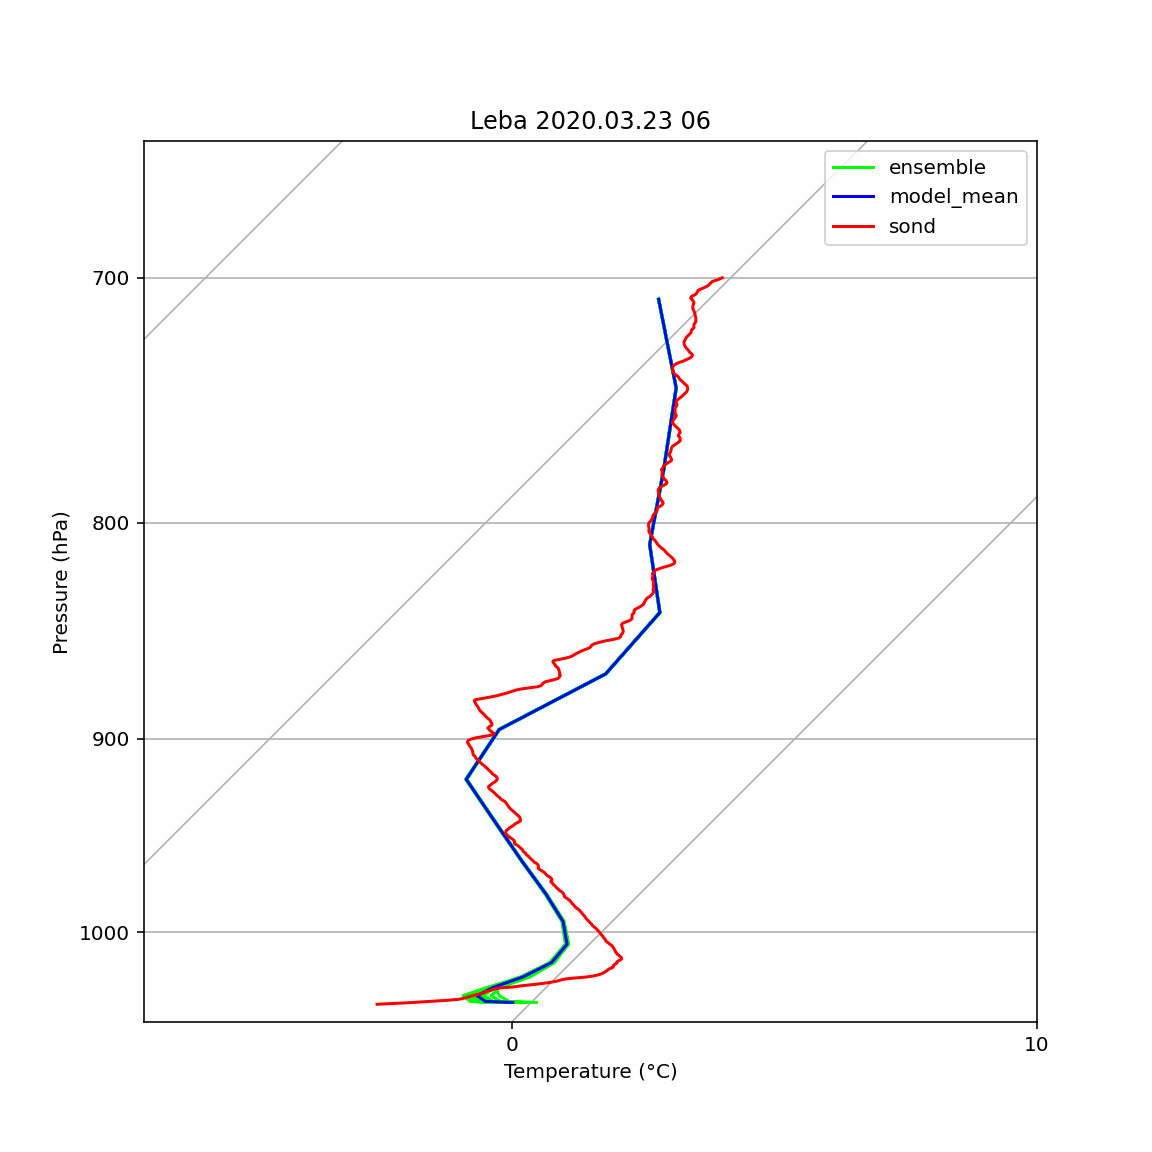 Leba 2020.03.23 06
ensemble
model_mean
sond
700
800
900
1000
Pressure (hPa)
0
10
Temperature (°C)